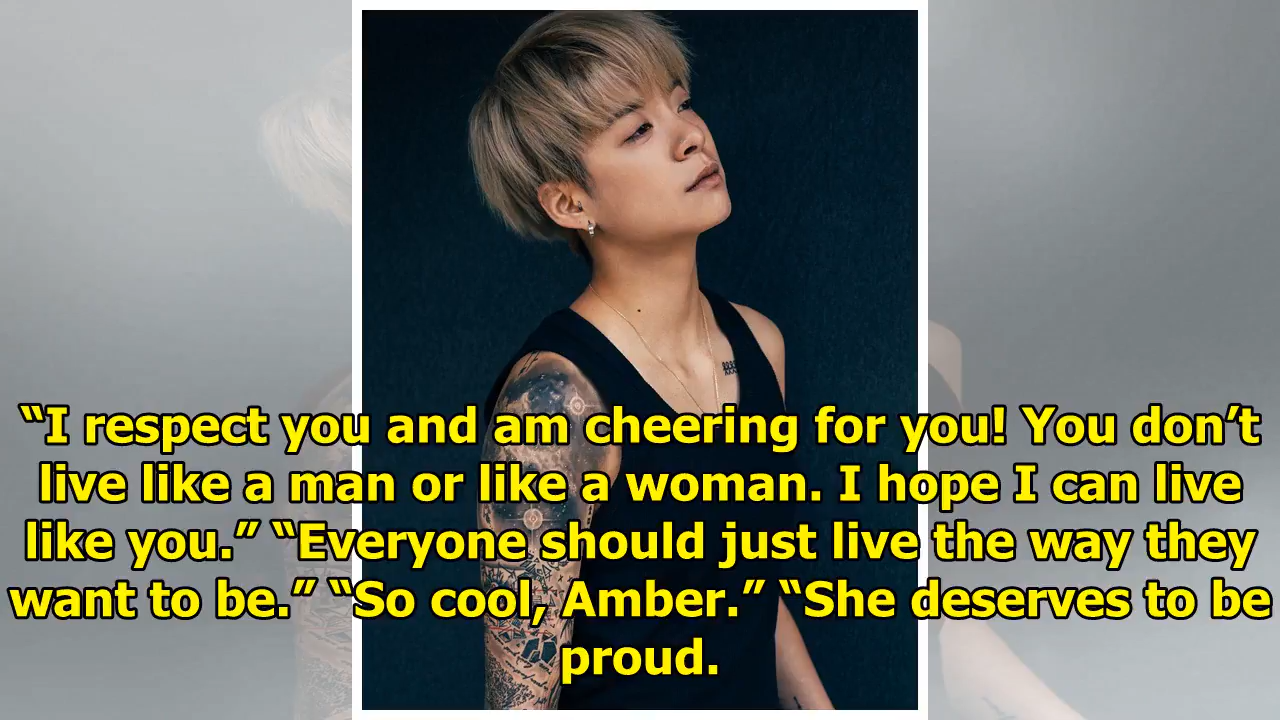 “I respect you and am cheering for you! You don’t
live like a man or like a woman. I hope I can live
like you.” “Everyone should just live the way they
want to be.” “So cool, Amber.” “She deserves to be
proud.